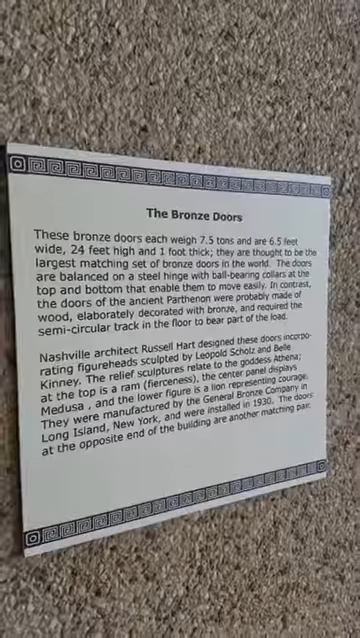 The Bronze Doors
These bronze doors each weigh 7.5 tons and are 6.5 feet
wide, 24 feet high and 1 foot thick; they are thought to be the
largest matching set of bronze doors in the world. The doors
are balanced on a steel hinge with ball-bearing collars at the
top and bottom that enable them to move easily. In contrast,
the doors of the ancient Parthenon were probably made of
wood, elaborately decorated with bronze, and required the
semi-circular track in the floor to bear part of the load.
Nashville architect Russell Hart designed these doors incorpo-
rating figureheads sculpted by Leopold Scholz and Belle
Kinney. The relief sculptures relate to the goddess Athena;
at the top is a ram (fierceness), the center panel displays
Medusa , and the lower figure is a lion representing courage.
They were manufactured by the General Bronze Company in
Long Island, New York, and were installed in 1930. The doors
at the opposite end of the building are another matching pair.